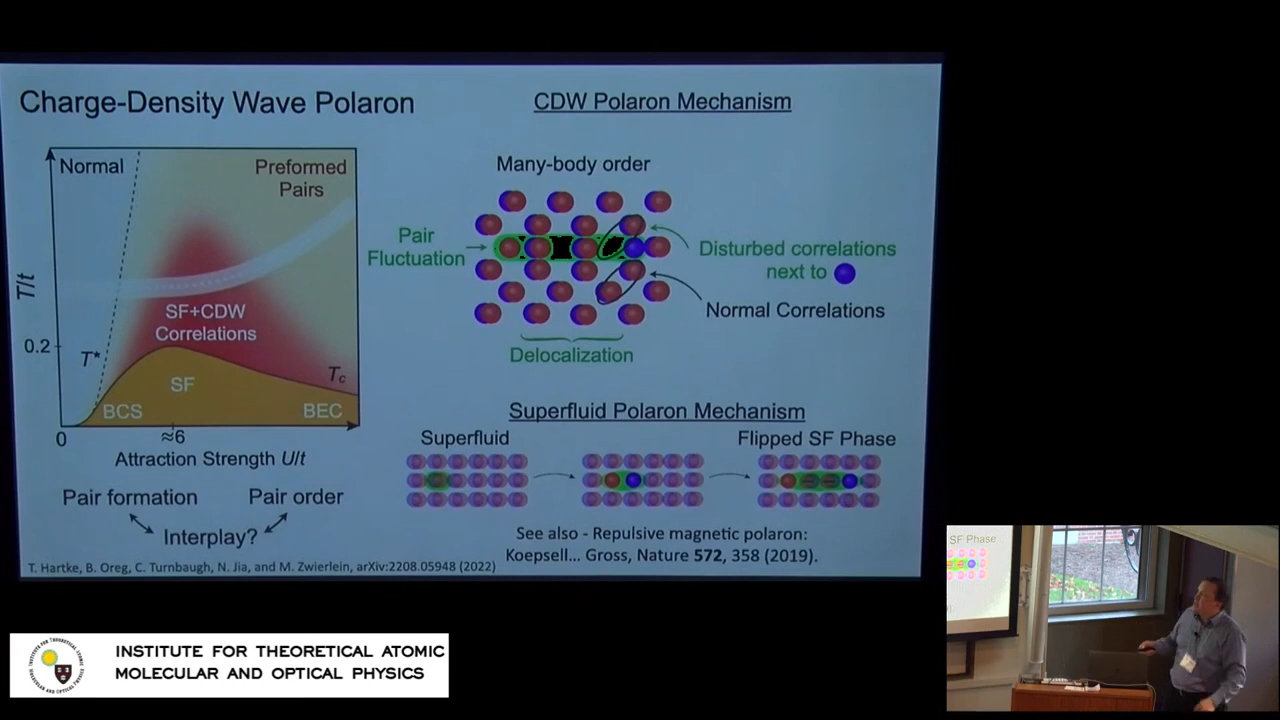 Charge-Density Wave Polaron
Normal
Preformed
Pairs
T/t
SF+CDW
Correlations
0.2
T*
SF
Tc
BCS
BEC
0
≈6
Attraction Strength U/t
Pair formation
Pair order
Interplay?
CDW Polaron Mechanism
Many-body order
Pair
Fluctuation
Disturbed correlations
next to
Normal Correlations
Delocalization
Superfluid Polaron Mechanism
Superfluid
Flipped SF Phase
See also - Repulsive magnetic polaron:
Koepsell... Gross, Nature 572, 358 (2019).
T. Hartke, B. Oreg, C. Turnbaugh, N. Jia, and M. Zwierlein, arXiv:2208.05948 (2022)
SF Phase
INSTITUTE FOR THEORETICAL ATOMIC
MOLECULAR AND OPTICAL PHYSICS